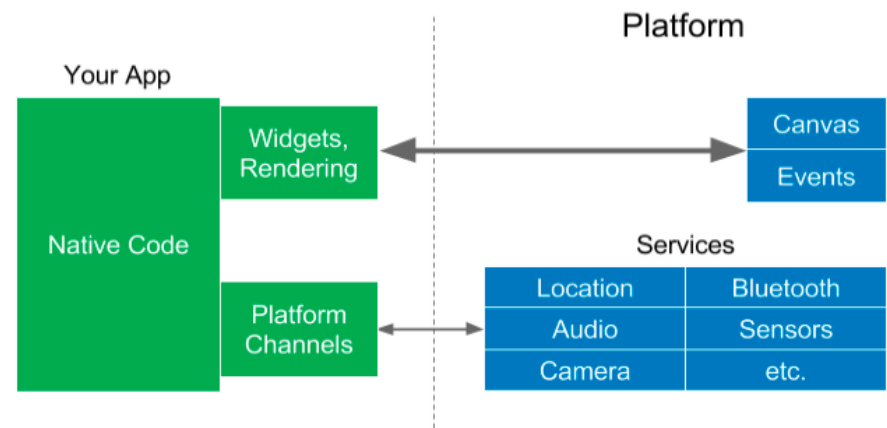 Platform
Your App
Widgets,
Rendering
Native Code
Platform
Channels
Canvas
Events
Services
Location
Bluetooth
Audio
Sensors
Camera
etc.